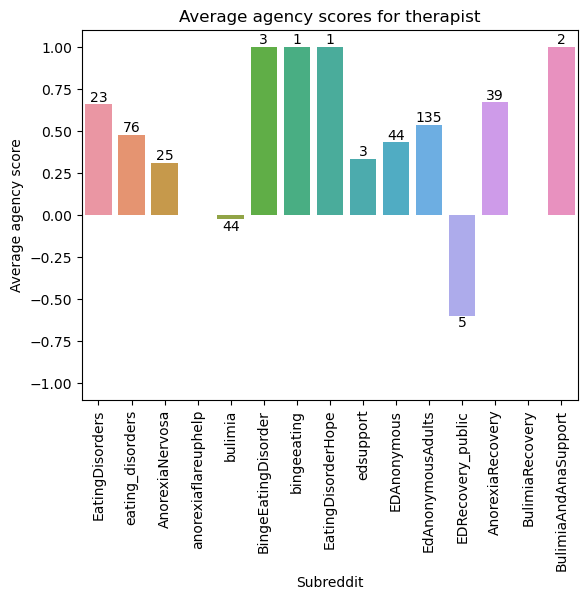 Average agency scores for therapist
Average agency score
1.00
0.75
0.50
0.25
0.00
−0.25
−0.50
−0.75
−1.00
23
76
25
44
3
1
1
3
44
135
5
39
2
EatingDisorders
eating_disorders
AnorexiaNervosa
anorexiaflareuphelp
bulimia
BingeEatingDisorder
bingeeating
EatingDisorderHope
edsupport
EDAnonymous
EdAnonymousAdults
EDRecovery_public
AnorexiaRecovery
BulimiaRecovery
BulimiaAndAnaSupport
Subreddit